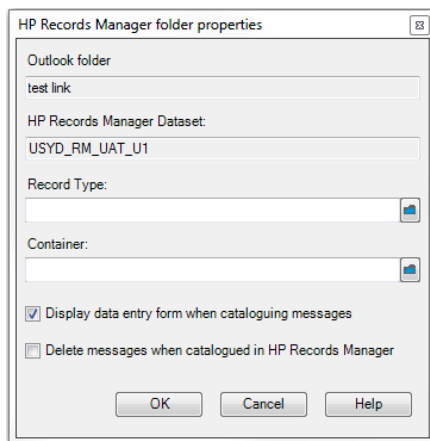 HP Records Manager folder properties
Outlook folder
test link
HP Records Manager Dataset:
USYD_RM_UAT_U1
Record Type:
Container:
Display data entry form when cataloguing messages
Delete messages when catalogued in HP Records Manager
OK Cancel Help